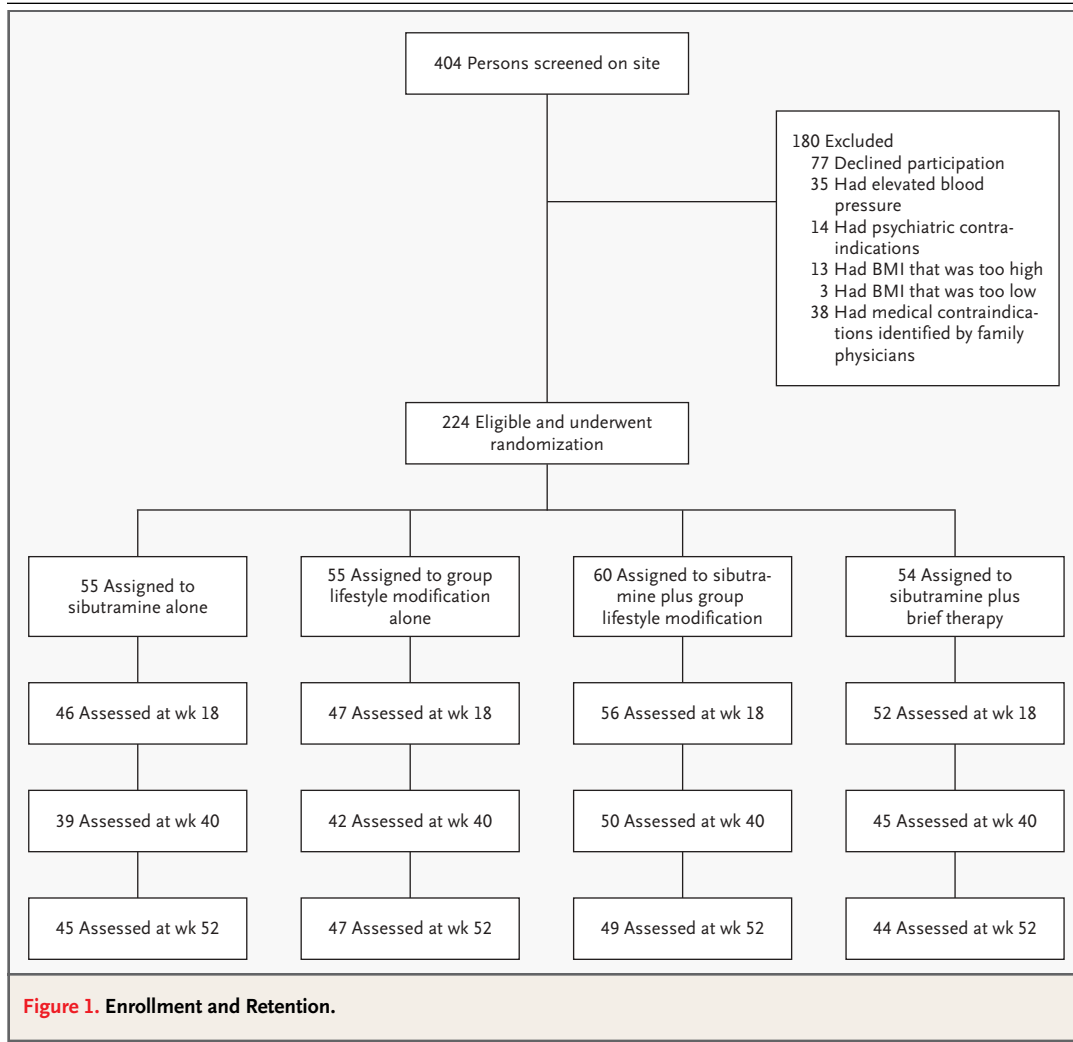 404 Persons screened on site
180 Excluded
77 Declined participation
35 Had elevated blood
pressure
14 Had psychiatric contra-
indications
13 Had BMI that was too high
3 Had BMI that was too low
38 Had medical contraindica-
tions identified by family
physicians
224 Eligible and underwent
randomization
55 Assigned to
sibutramine alone
55 Assigned to group
lifestyle modification
alone
60 Assigned to sibutra-
mine plus group
lifestyle modification
54 Assigned to
sibutramine plus
brief therapy
46 Assessed at wk 18
47 Assessed at wk 18
56 Assessed at wk 18
52 Assessed at wk 18
39 Assessed at wk 40
42 Assessed at wk 40
50 Assessed at wk 40
45 Assessed at wk 40
45 Assessed at wk 52
47 Assessed at wk 52
49 Assessed at wk 52
44 Assessed at wk 52
Figure 1. Enrollment and Retention.